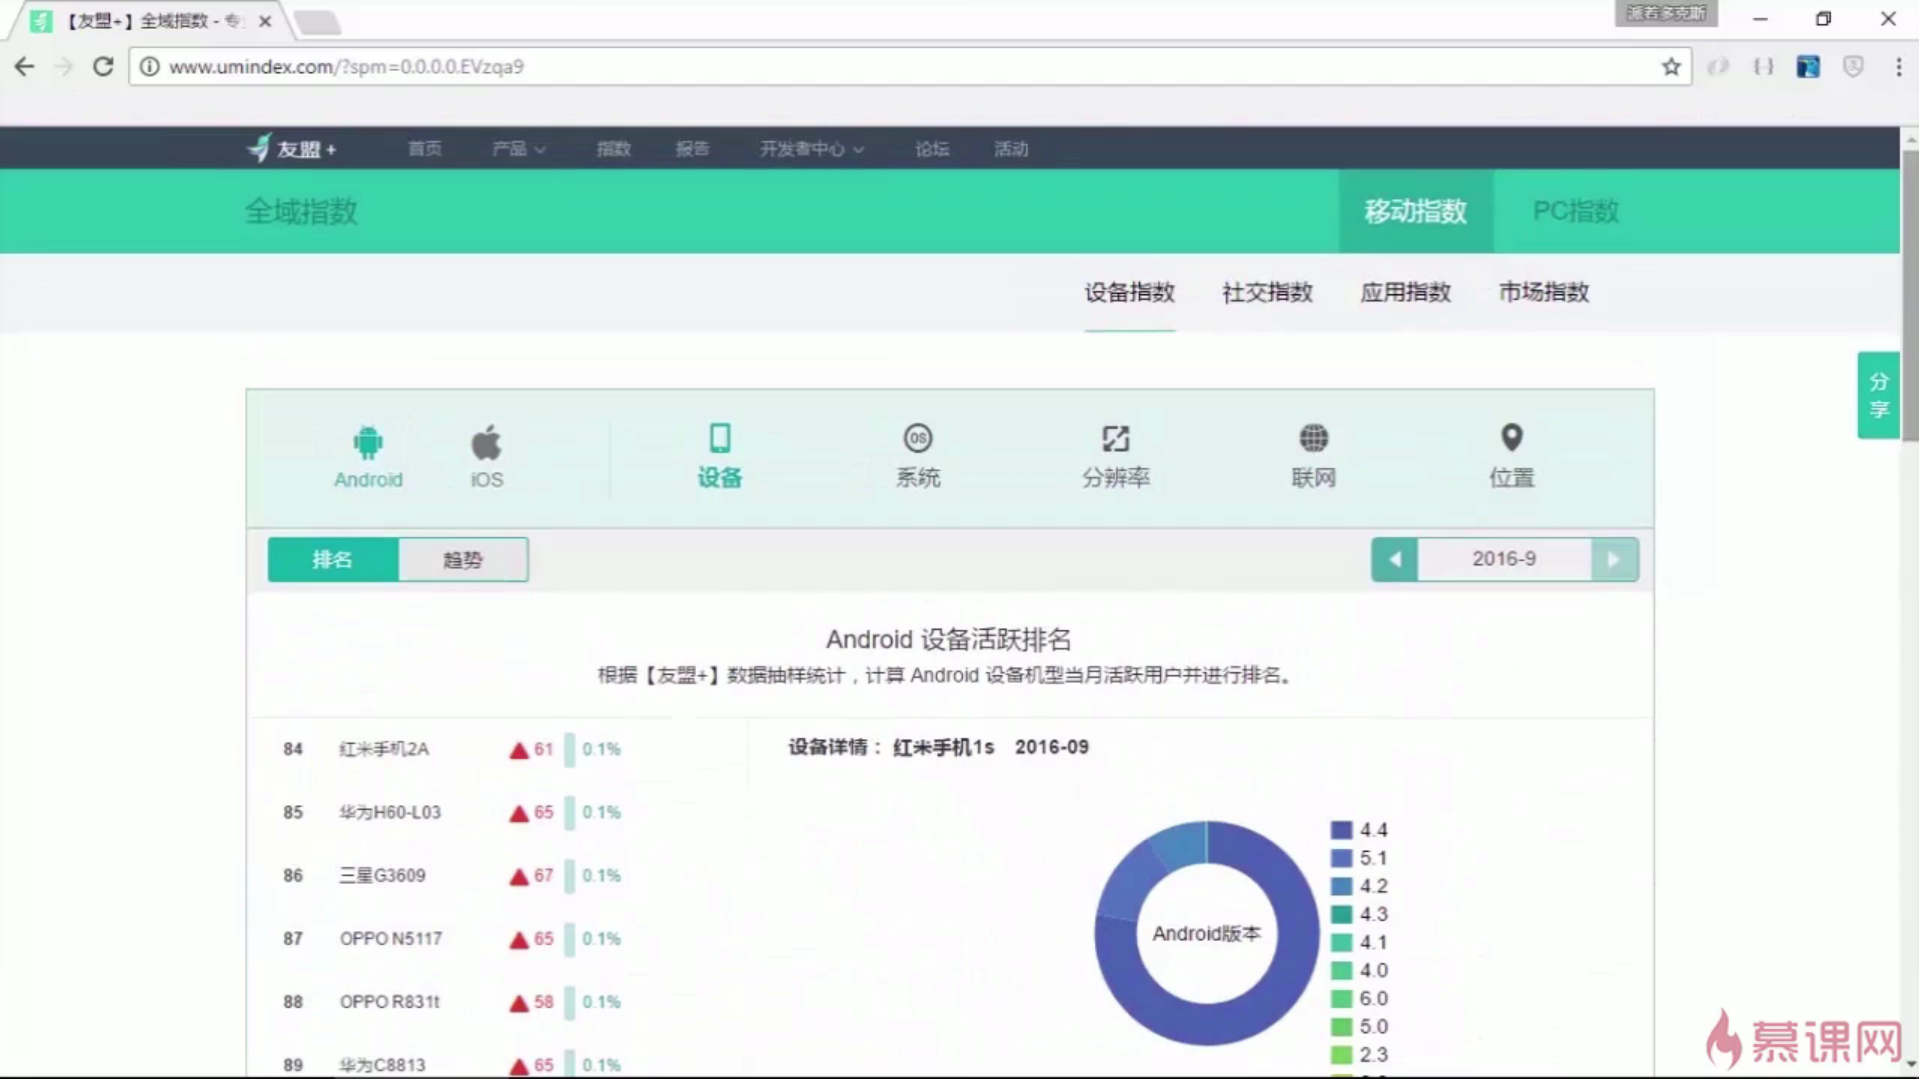 【友盟+】全域指数 - 专
派若多克斯
www.umindex.com/?spm=0.0.0.0.EVzqa9
友盟+ 首页 产品 指数 报告 开发者中心 论坛 活动
全域指数 移动指数 PC指数
设备指数 社交指数 应用指数 市场指数
分享
Android iOS 设备 系统 分辨率 联网 位置
排名 趋势 2016-9
Android 设备活跃排名
根据【友盟+】数据抽样统计，计算 Android 设备机型当月活跃用户并进行排名。
84 红米手机2A 61 0.1%
85 华为H60-L03 65 0.1%
86 三星G3609 67 0.1%
87 OPPO N5117 65 0.1%
88 OPPO R831t 58 0.1%
89 华为C8813 65 0.1%
设备详情： 红米手机1s 2016-09
Android版本
4.4
5.1
4.2
4.3
4.1
4.0
6.0
5.0
2.3
慕课网